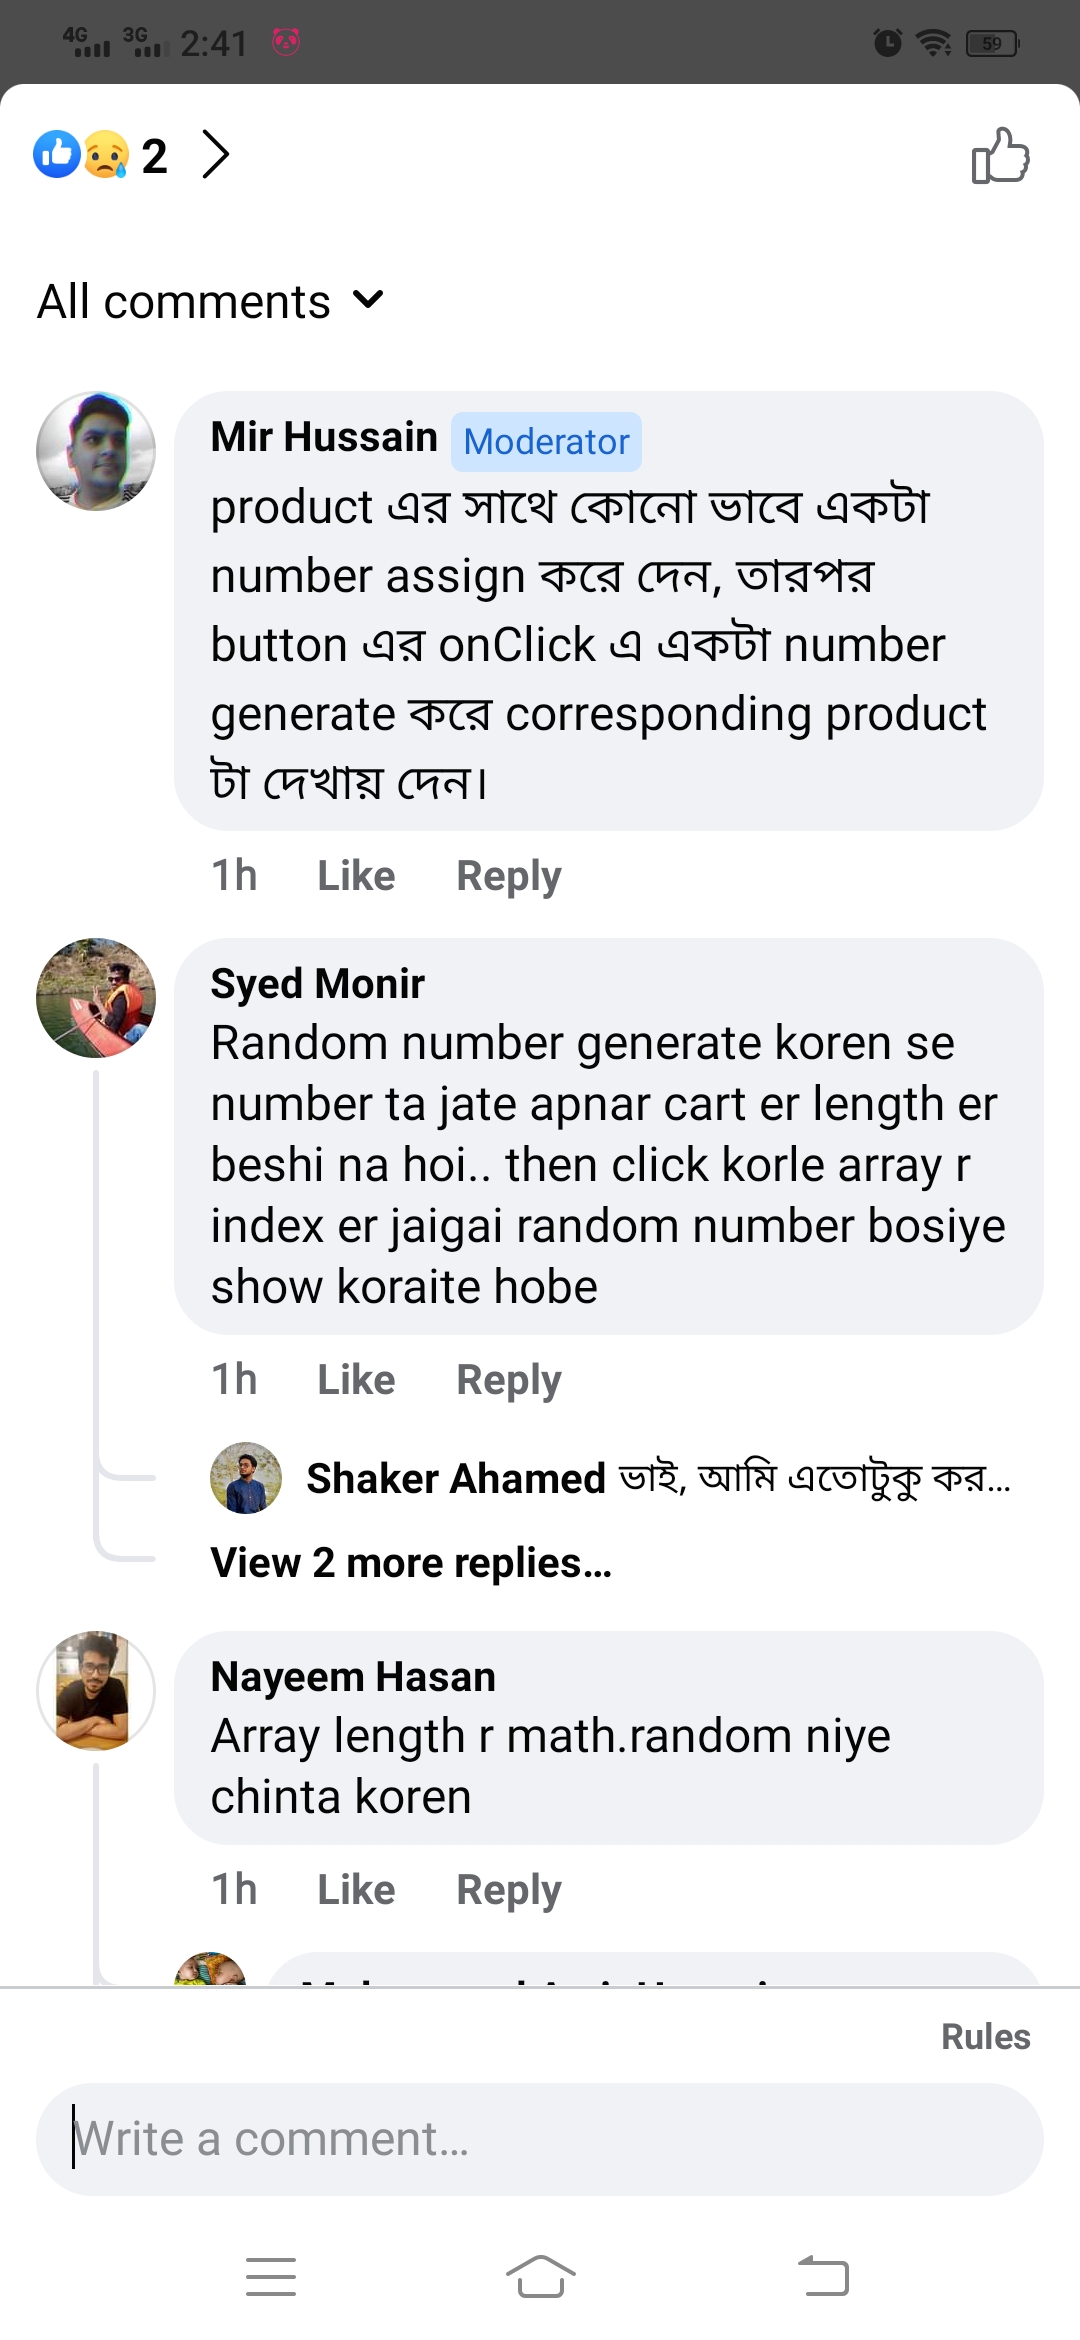 4G 3G 2:41 59
2
All comments
Mir Hussain Moderator
product এর সাথে কোনো ভাবে একটা
number assign করে দেন, তারপর
button এর onClick এ একটা number
generate করে corresponding product
টা দেখায় দেন।
1h Like Reply
Syed Monir
Random number generate koren se
number ta jate apnar cart er length er
beshi na hoi.. then click korle array r
index er jaigai random number bosiye
show koraite hobe
1h Like Reply
Shaker Ahamed ভাই, আমি এতোটুকু কর...
View 2 more replies...
Nayeem Hasan
Array length r math.random niye
chinta koren
1h Like Reply
Rules
Write a comment...